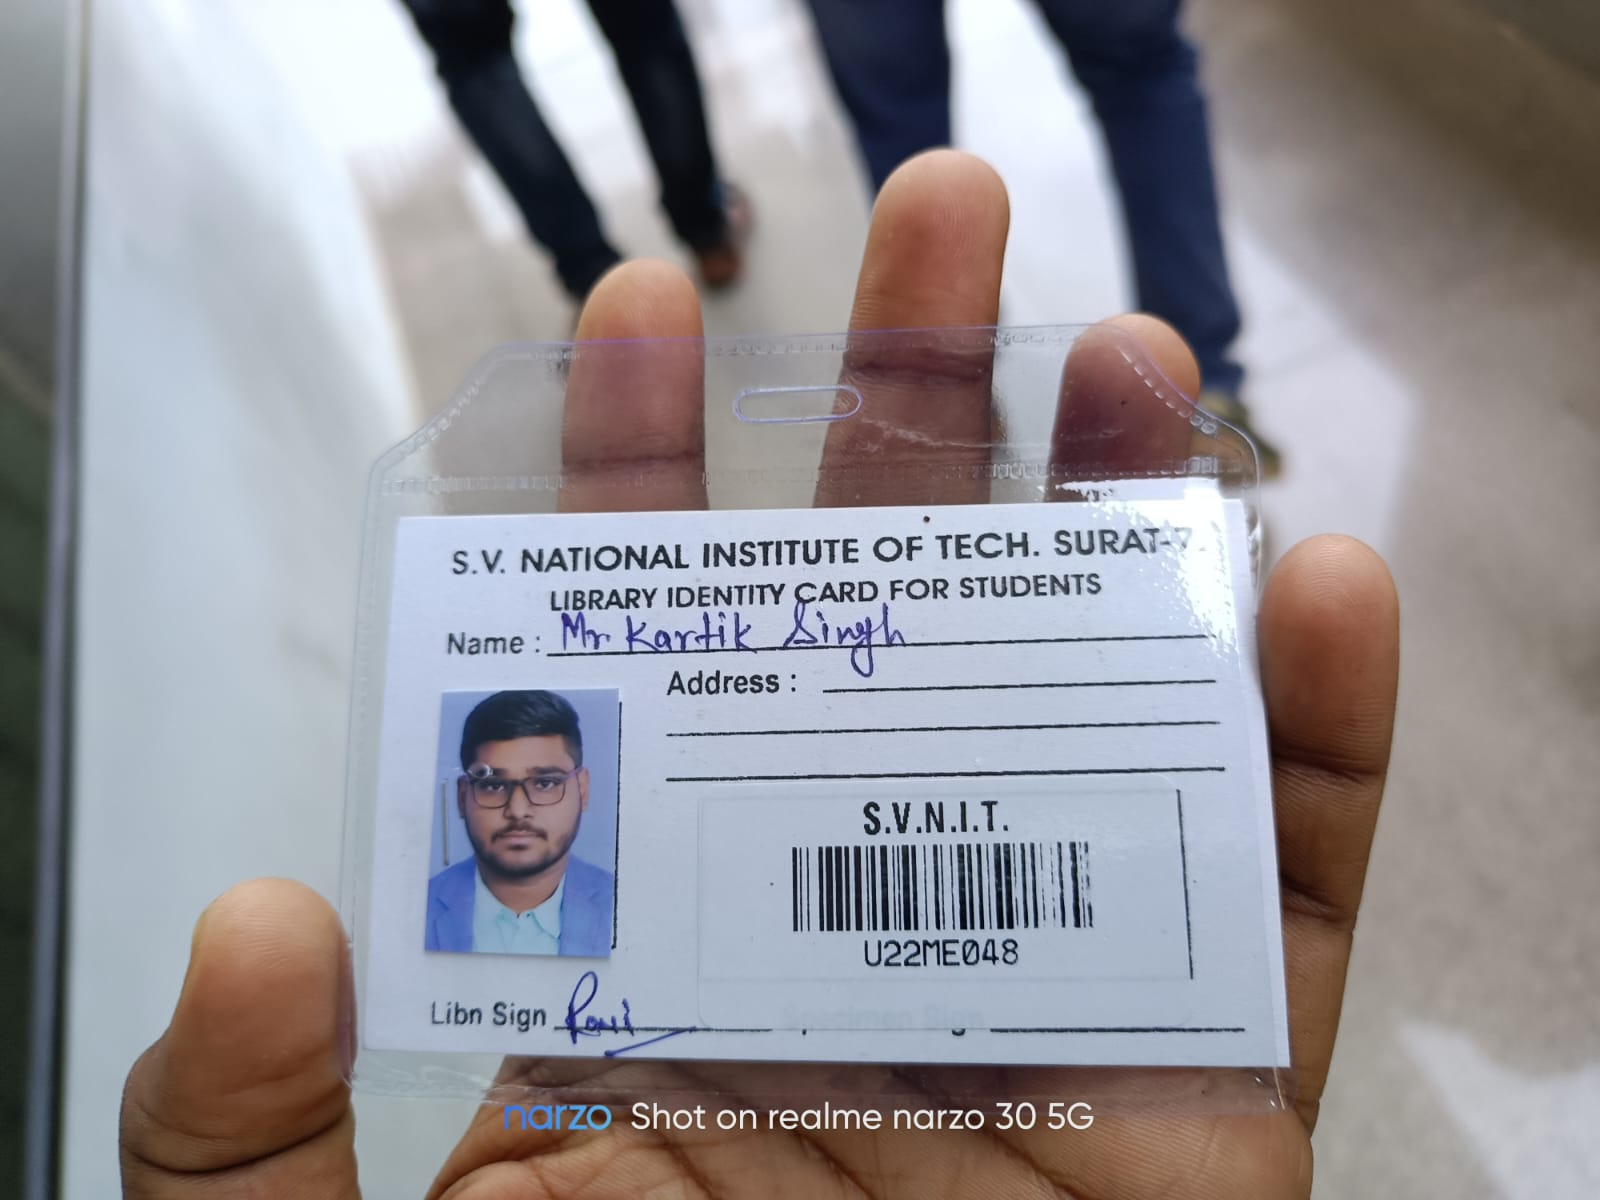 S.V. NATIONAL INSTITUTE OF TECH. SURAT-7
LIBRARY IDENTITY CARD FOR STUDENTS
Name : Mr Kartik Singh
Address :
S.V.N.I.T.
U22ME048
Libn Sign Ravi Specimen Sign
narzo Shot on realme narzo 30 5G